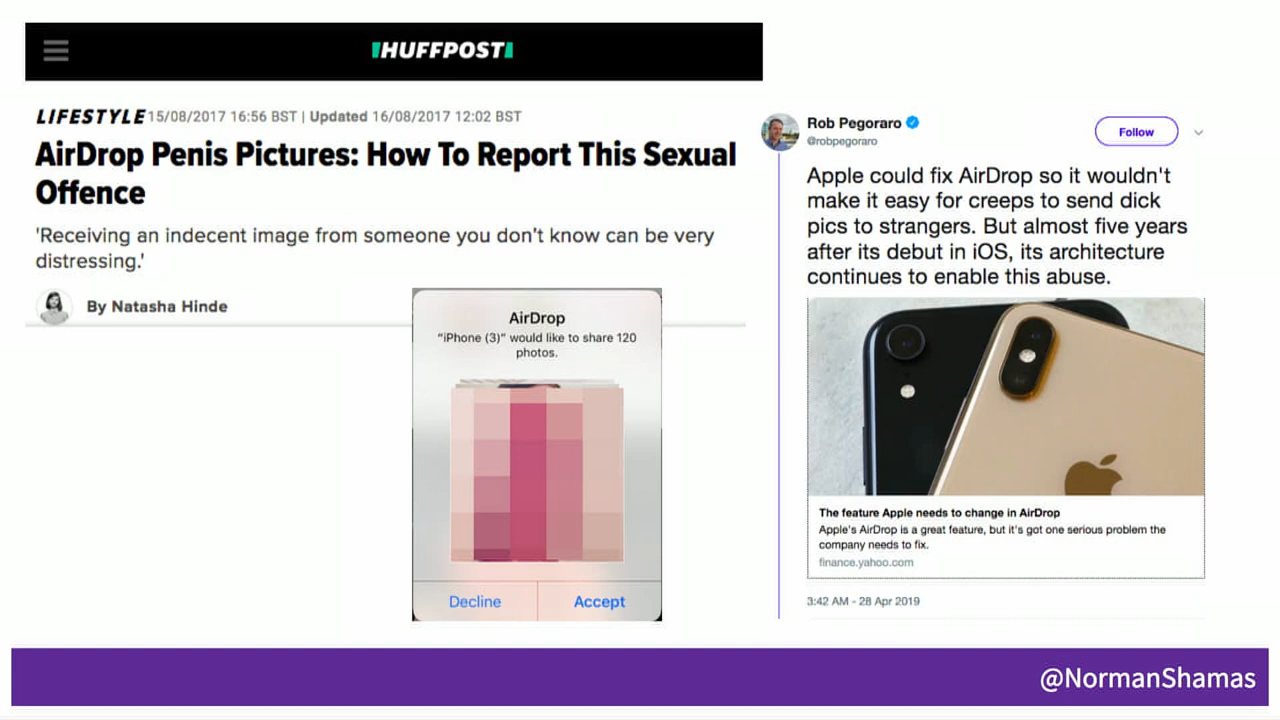 HUFFPOST
LIFESTYLE 15/08/2017 16:56 BST | Updated 16/08/2017 12:02 BST
AirDrop Penis Pictures: How To Report This Sexual
Offence
'Receiving an indecent image from someone you don't know can be very
distressing.'
By Natasha Hinde
AirDrop
“iPhone (3)” would like to share 120
photos.
Decline
Accept
Rob Pegoraro
@robpegoraro
Follow
Apple could fix AirDrop so it wouldn't
make it easy for creeps to send dick
pics to strangers. But almost five years
after its debut in iOS, its architecture
continues to enable this abuse.
The feature Apple needs to change in AirDrop
Apple's AirDrop is a great feature, but it's got one serious problem the
company needs to fix.
finance.yahoo.com
3:42 AM - 28 Apr 2019
@NormanShamas